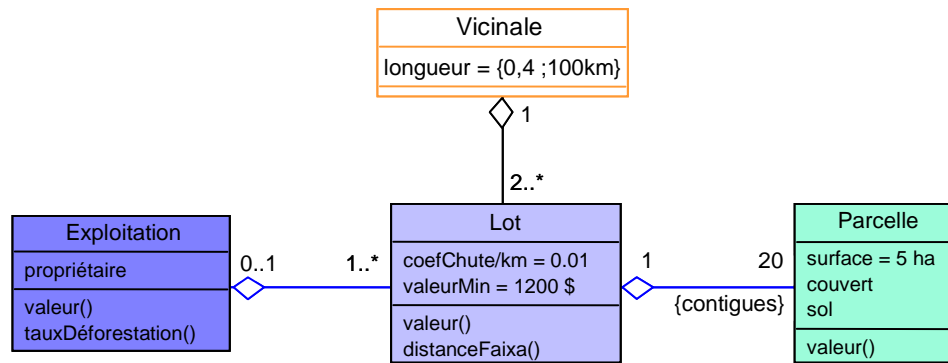 Vicinale
longueur = {0,4 ;100km}
1
2..*
Exploitation
propriétaire
valeur()
tauxDéforestation()
0..1
1..*
Lot
coefChute/km = 0.01
valeurMin = 1200 $
valeur()
distanceFaixa()
1
20
{contigues}
Parcelle
surface = 5 ha
couvert
sol
valeur()